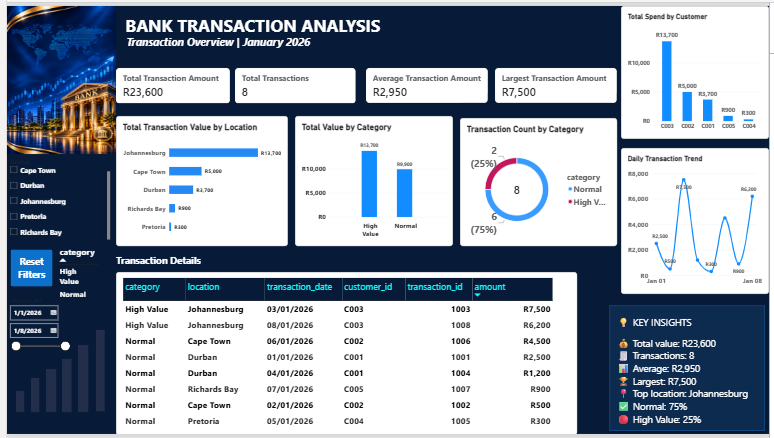 BANK TRANSACTION ANALYSIS
Transaction Overview | January 2026
BANK
Total Transaction Amount
R23,600
Total Transactions
8
Average Transaction Amount
R2,950
Largest Transaction Amount
R7,500
Total Spend by Customer
R13,700
R10,000
R5,000
R0
R5,000
R3,700
R900
R300
C003 C002 C001 C005 C004
Total Transaction Value by Location
Johannesburg R13,700
Cape Town R5,000
Durban R3,700
Richards Bay R900
Pretoria R300
Total Value by Category
R10,000
R5,000
R0
R13,700
R9,900
High
Value
Normal
Transaction Count by Category
2
(25%)
8
6
(75%)
category
Normal
High V...
Daily Transaction Trend
R8,000
R6,000
R4,000
R2,000
R0
R2,500
R500
R7,500
R300
R900
R6,200
Jan 01 Jan 08
Cape Town
Durban
Johannesburg
Pretoria
Richards Bay
Reset
Filters
category
High
Value
Normal
1/1/2026
1/8/2026
Transaction Details
category location transaction_date customer_id transaction_id amount
High Value Johannesburg 03/01/2026 C003 1003 R7,500
High Value Johannesburg 08/01/2026 C003 1008 R6,200
Normal Cape Town 06/01/2026 C002 1006 R4,500
Normal Durban 01/01/2026 C001 1001 R2,500
Normal Durban 04/01/2026 C001 1004 R1,200
Normal Richards Bay 07/01/2026 C005 1007 R900
Normal Cape Town 02/01/2026 C002 1002 R500
Normal Pretoria 05/01/2026 C004 1005 R300
KEY INSIGHTS
Total value: R23,600
Transactions: 8
Average: R2,950
Largest: R7,500
Top location: Johannesburg
Normal: 75%
High Value: 25%